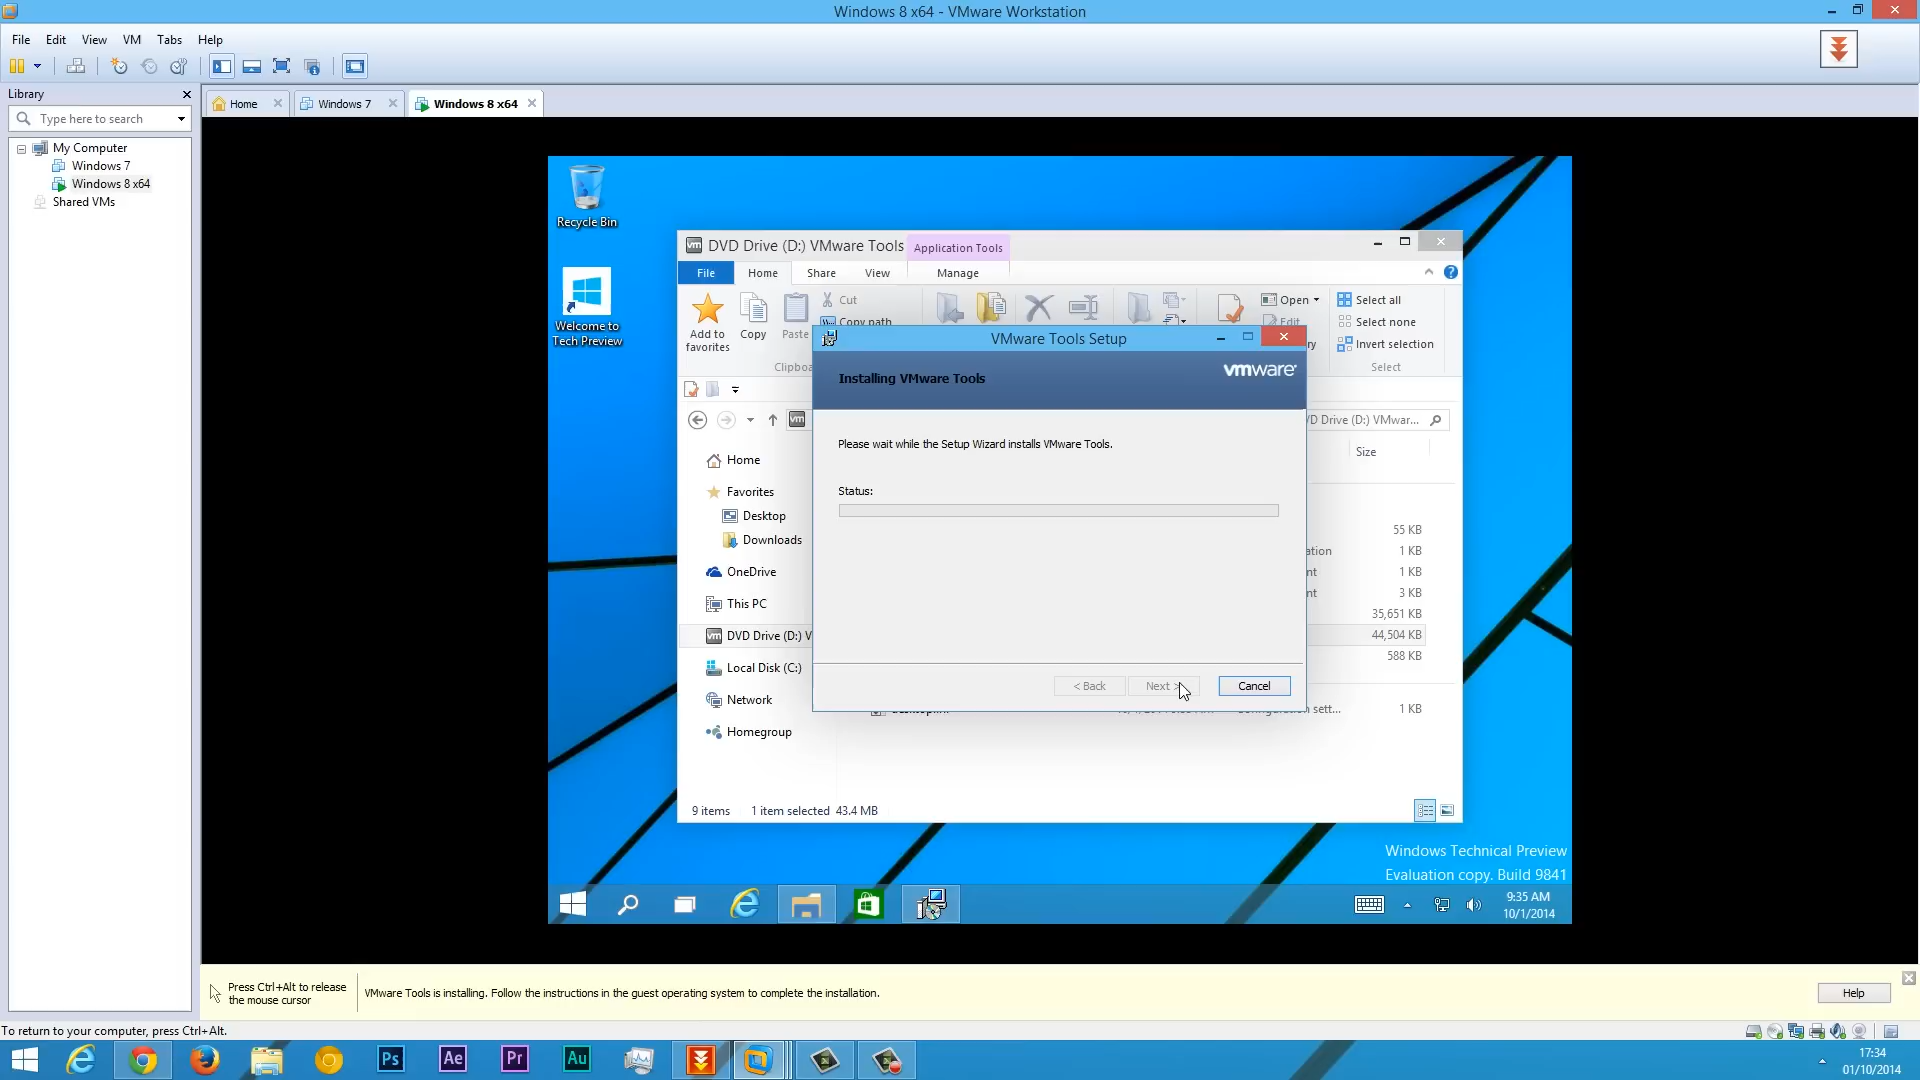 Windows 8 x64 - VMware Workstation
File Edit View VM Tabs Help
Library
Type here to search
My Computer
Windows 7
Windows 8 x64
Shared VMs
Home
Windows 7
Windows 8 x64
Recycle Bin
Welcome to
Tech Preview
vm DVD Drive (D:) VMware Tools
Application Tools
File Home Share View Manage
Add to
favorites
Copy
Paste
Cut
Copy path
Open
Edit
Select all
Select none
Invert selection
Select
D Drive (D:) VMwar...
Size
Home
Favorites
Desktop
Downloads
OneDrive
This PC
vm DVD Drive (D:) V
Local Disk (C:)
Network
Homegroup
55 KB
1 KB
1 KB
3 KB
35,651 KB
44,504 KB
588 KB
1 KB
9 items 1 item selected 43.4 MB
VMware Tools Setup
Installing VMware Tools
vmware
Please wait while the Setup Wizard installs VMware Tools.
Status:
< Back
Next >
Cancel
Windows Technical Preview
Evaluation copy. Build 9841
9:35 AM
10/1/2014
Press Ctrl+Alt to release
the mouse cursor
VMware Tools is installing. Follow the instructions in the guest operating system to complete the installation.
Help
To return to your computer, press Ctrl+Alt.
Ps
Ae
Pr
Au
17:34
01/10/2014